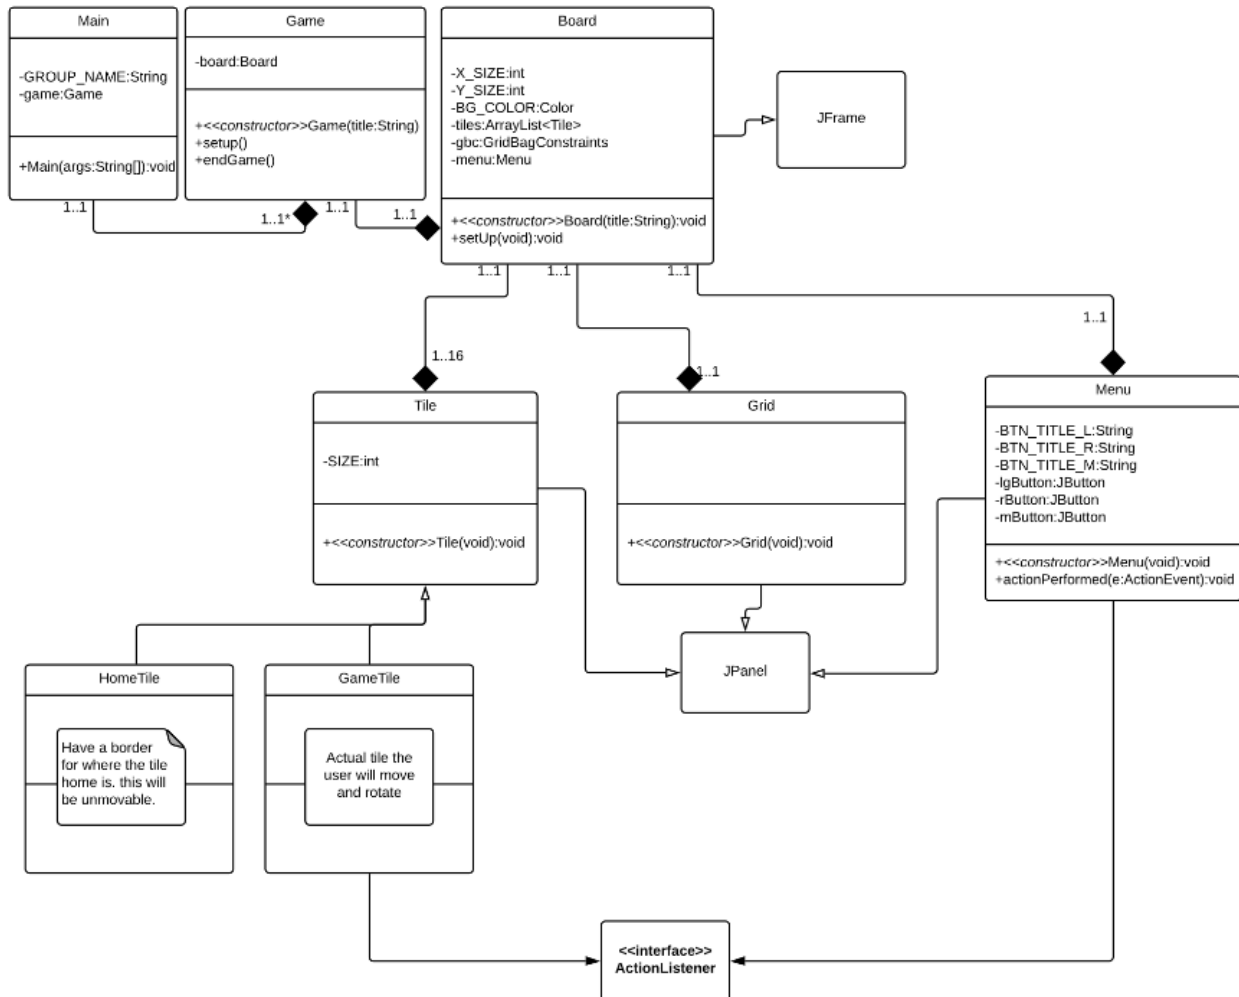 Main
-GROUP_NAME:String
-game:Game
+Main(args:String[]):void
Game
-board:Board
+<<constructor>>Game(title:String)
+setup()
+endGame()
Board
-X_SIZE:int
-Y_SIZE:int
-BG_COLOR:Color
-tiles:ArrayList<Tile>
-gbc:GridBagConstraints
-menu:Menu
+<<constructor>>Board(title:String):void
+setUp(void):void
JFrame
1..1
1..1*
1..1
1..1
1..1
1..1
1..1
1..16
1..1
1..1
Tile
-SIZE:int
+<<constructor>>Tile(void):void
Grid
+<<constructor>>Grid(void):void
Menu
-BTN_TITLE_L:String
-BTN_TITLE_R:String
-BTN_TITLE_M:String
-lgButton:JButton
-rButton:JButton
-mButton:JButton
+<<constructor>>Menu(void):void
+actionPerformed(e:ActionEvent):void
JPanel
HomeTile
Have a border
for where the tile
home is. this will
be unmovable.
GameTile
Actual tile the
user will move
and rotate
<<interface>>
ActionListener